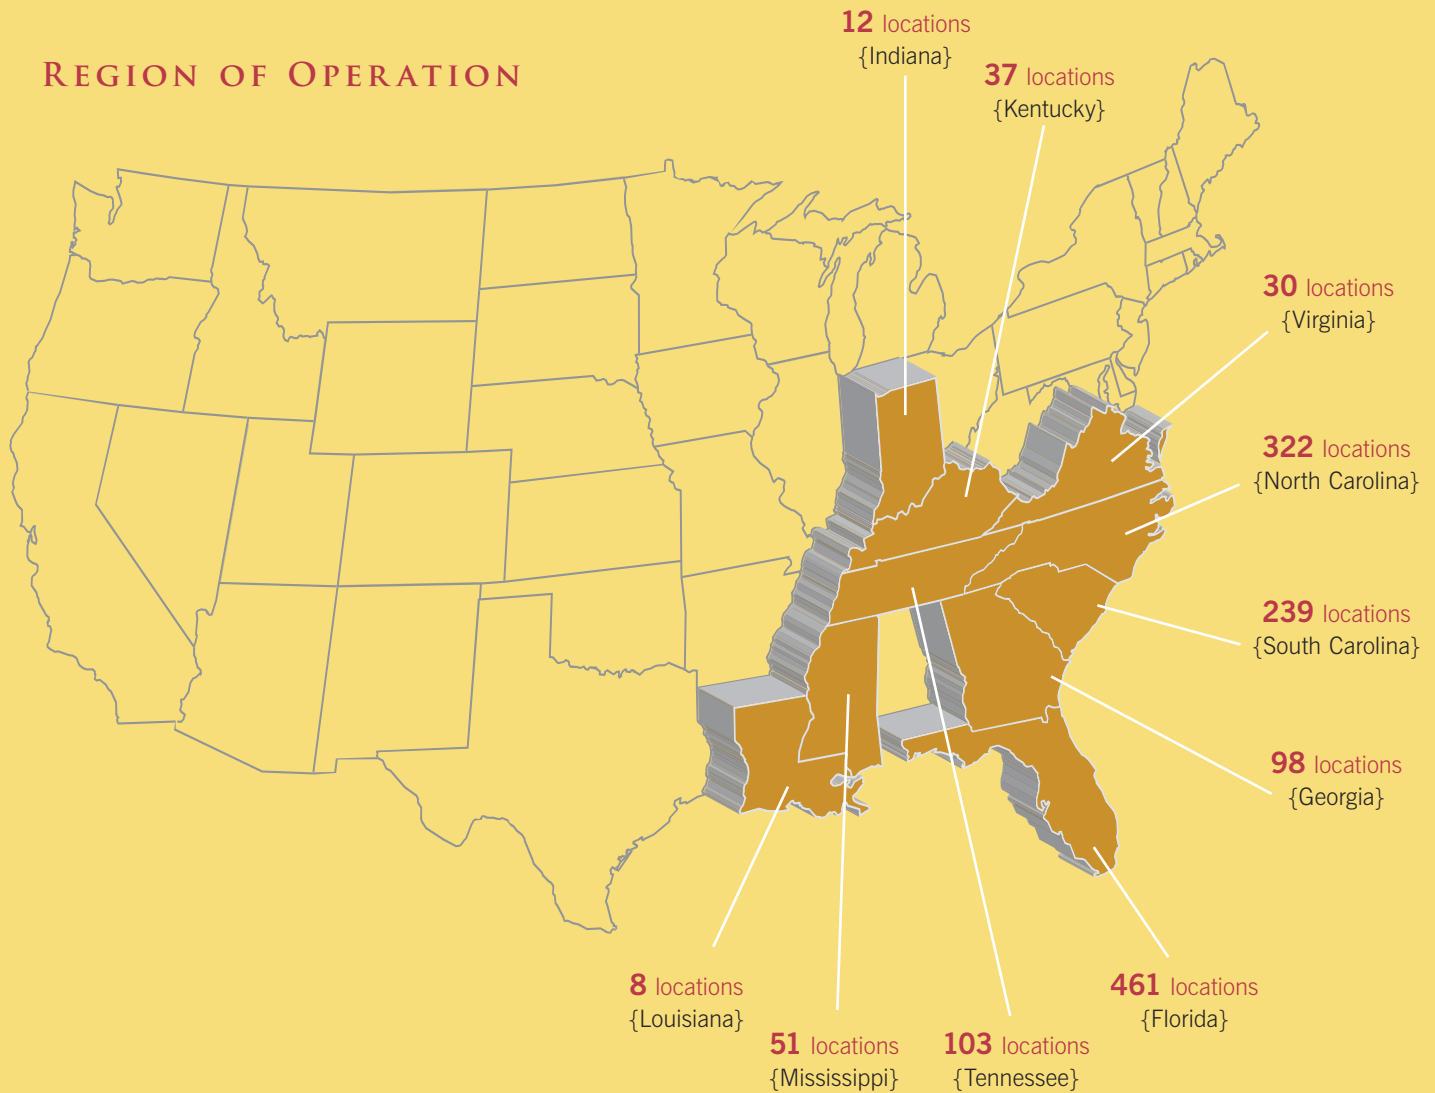 REGION OF OPERATION
12 locations
{Indiana}
37 locations
{Kentucky}
30 locations
{Virginia}
322 locations
{North Carolina}
239 locations
{South Carolina}
98 locations
{Georgia}
461 locations
{Florida}
103 locations
{Tennessee}
51 locations
{Mississippi}
8 locations
{Louisiana}